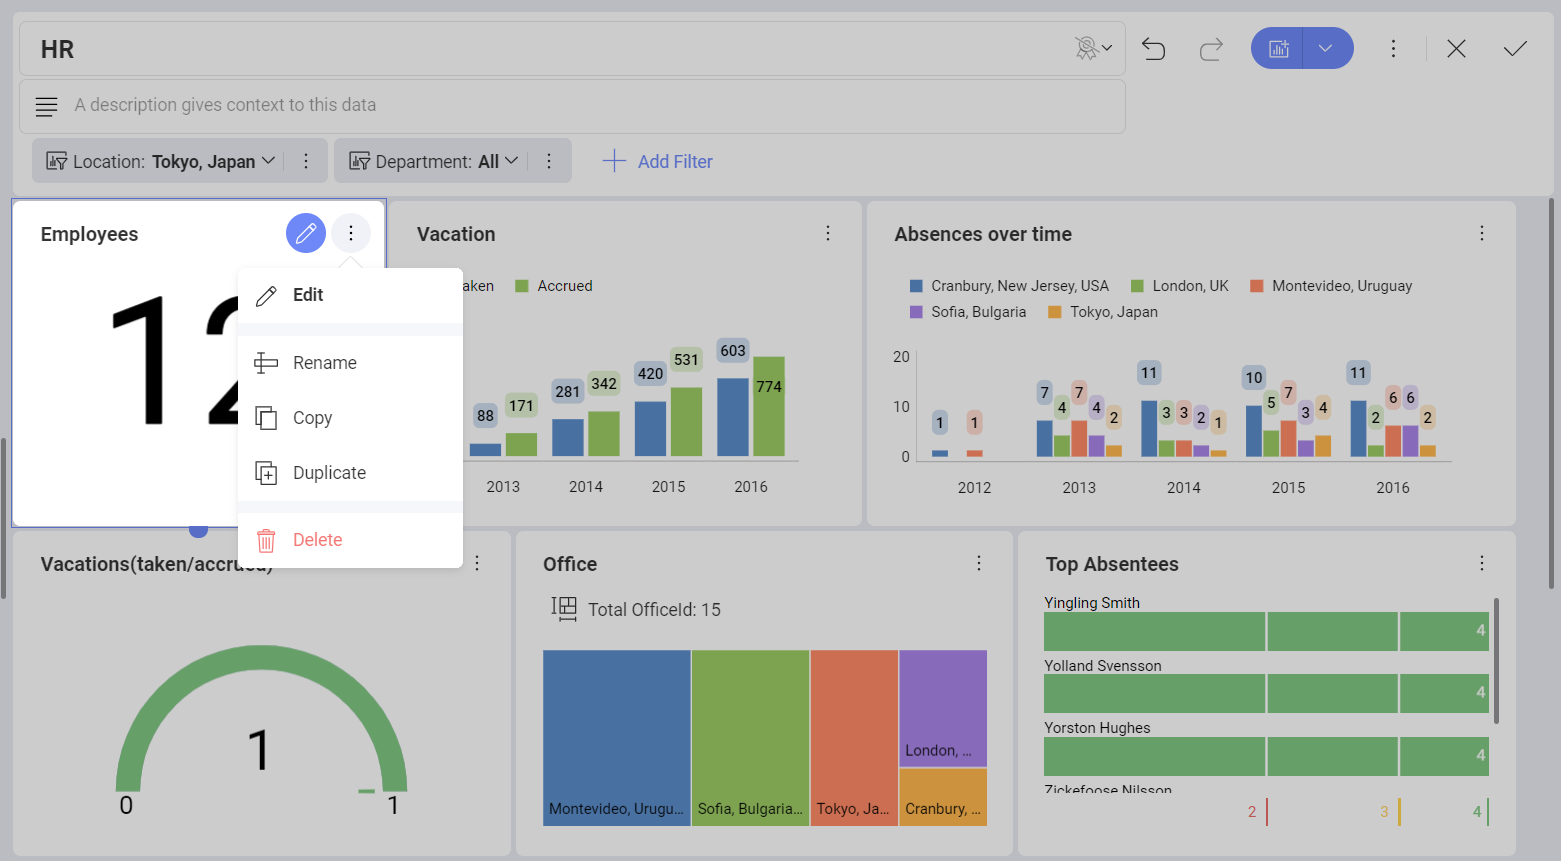 HR
A description gives context to this data
Location: Tokyo, Japan
Department: All
Add Filter
Employees
12
Edit
Rename
Copy
Duplicate
Delete
Vacation
aken
Accrued
88
171
281
342
420
531
603
774
2013
2014
2015
2016
Absences over time
Cranbury, New Jersey, USA
London, UK
Montevideo, Uruguay
Sofia, Bulgaria
Tokyo, Japan
20
10
0
1
1
7
4
7
4
2
11
3
3
2
1
10
5
7
3
4
11
2
6
6
2
2012
2013
2014
2015
2016
Vacations(taken/accrued)
1
0
1
Office
Total OfficeId: 15
Montevideo, Urugu...
Sofia, Bulgaria...
Tokyo, Ja...
London, ...
Cranbury, ...
Top Absentees
Yingling Smith
4
Yolland Svensson
4
Yorston Hughes
4
Zickefoose Nilsson
2
3
4